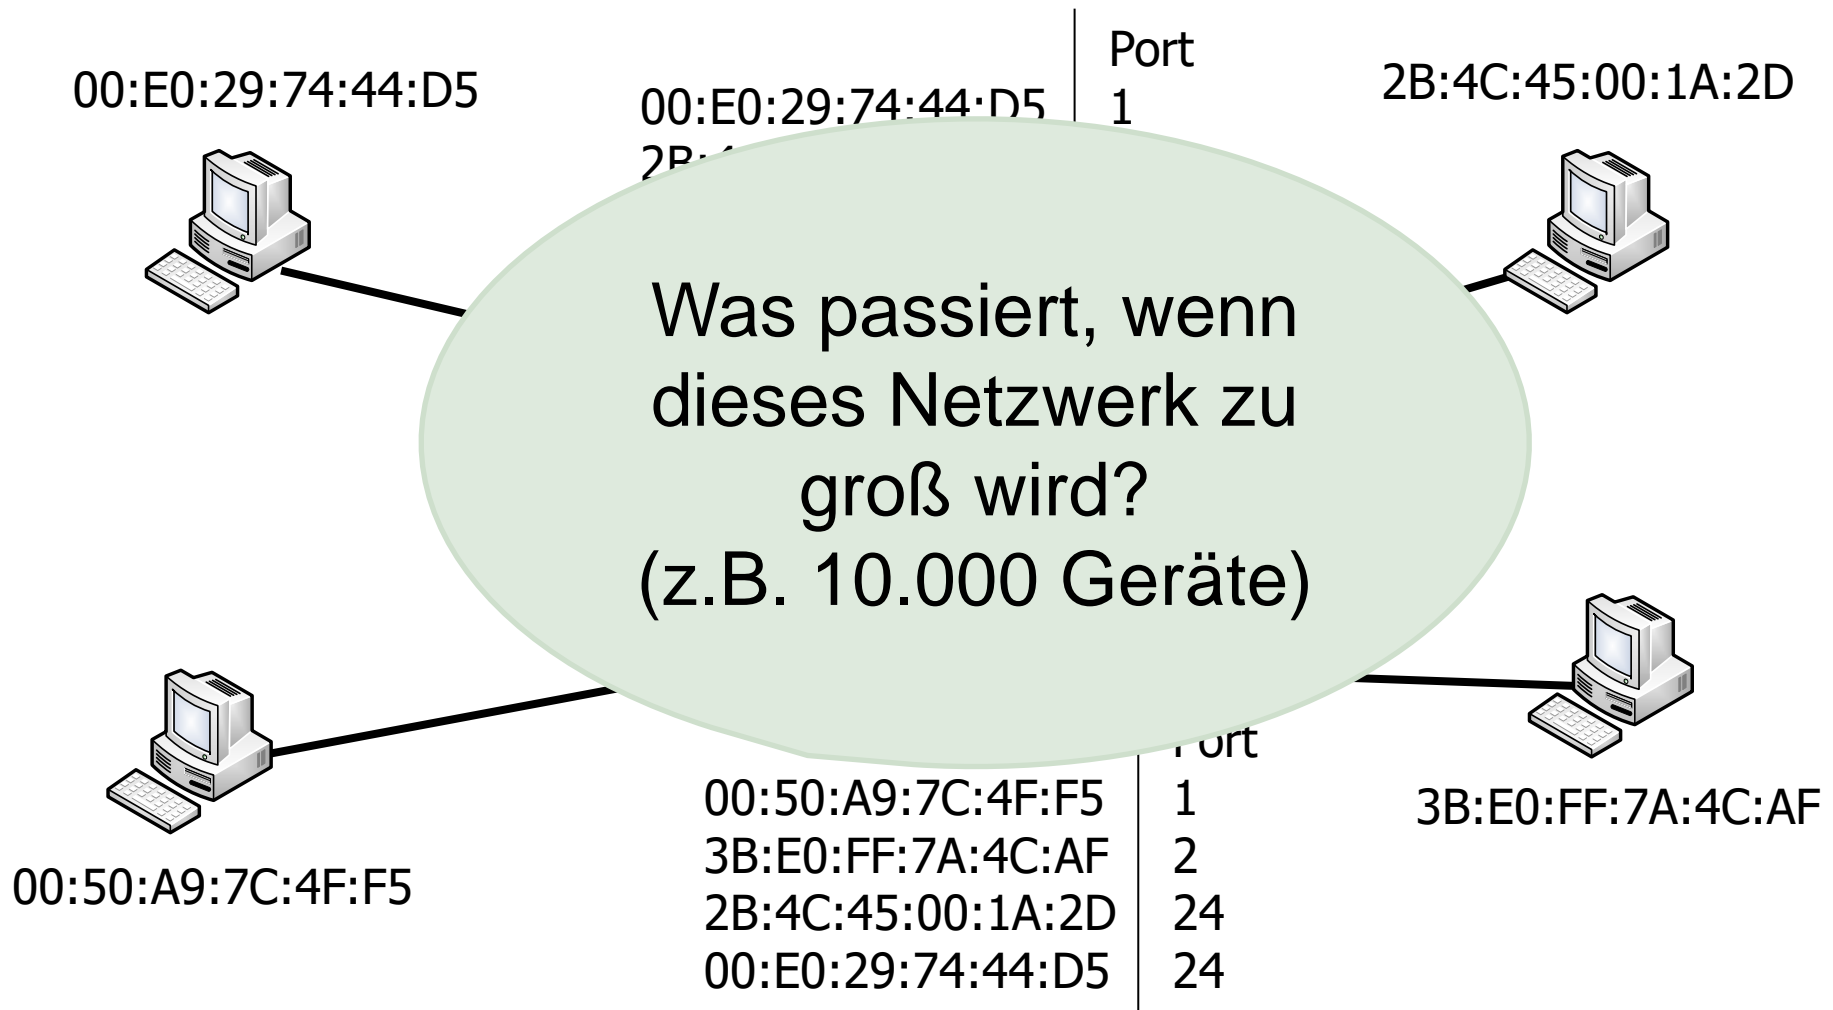 Port
00:E0:29:74:44:D5
00:E0:29:74:44:D5 1
2B:4C:45:00:1A:2D
Was passiert, wenn
dieses Netzwerk zu
groß wird?
(z.B. 10.000 Geräte)
Port
00:50:A9:7C:4F:F5 1
3B:E0:FF:7A:4C:AF
3B:E0:FF:7A:4C:AF 2
00:50:A9:7C:4F:F5
2B:4C:45:00:1A:2D 24
00:E0:29:74:44:D5 24